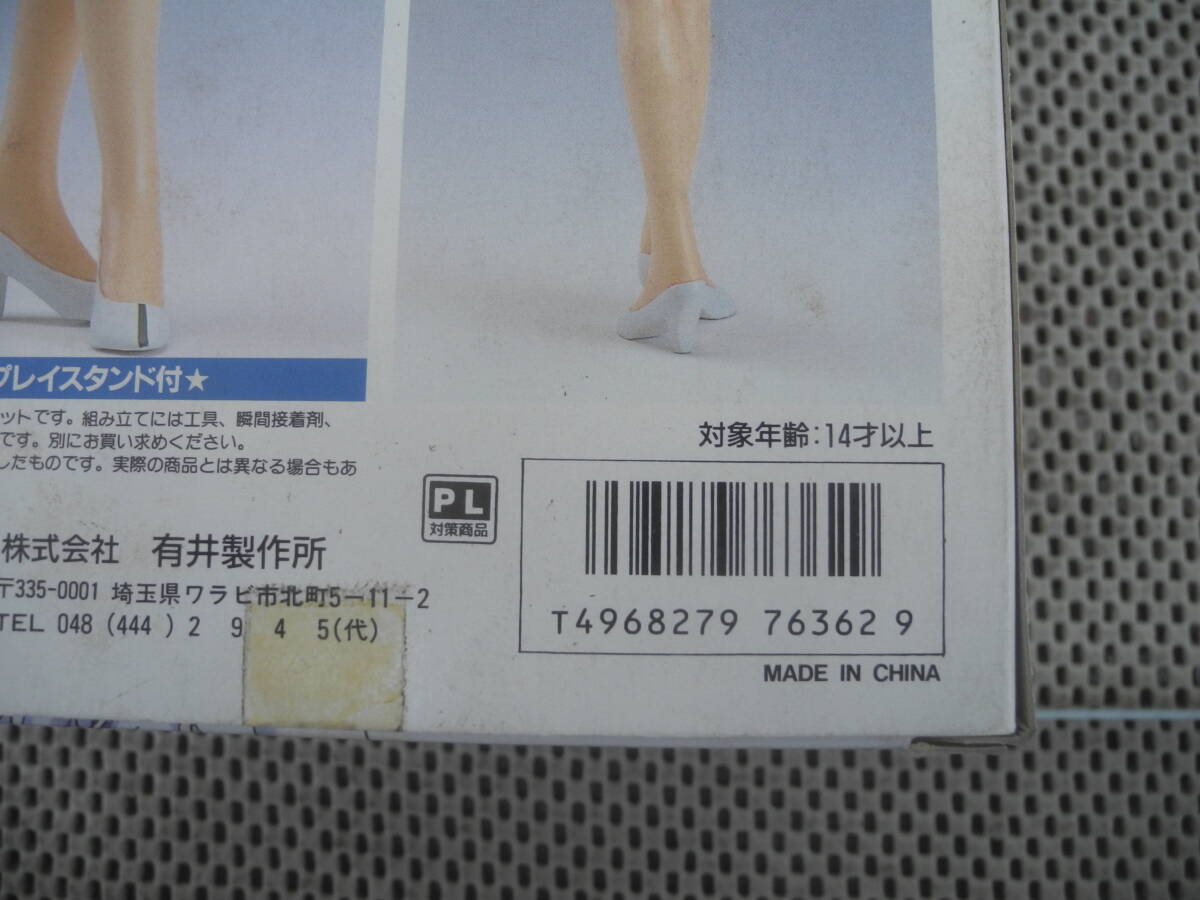 プレイスタンド付★
ットです。組み立てには工具、瞬間接着剤、
です。別にお買い求めください。
したものです。実際の商品とは異なる場合もあ
対象年齢:14才以上
PL
対策商品
株式会社 有井製作所
〒335-0001 埼玉県ワラビ市北町5-11-2
TEL 048 (444) 2 9 4 5(代)
T4968279 763629
MADE IN CHINA